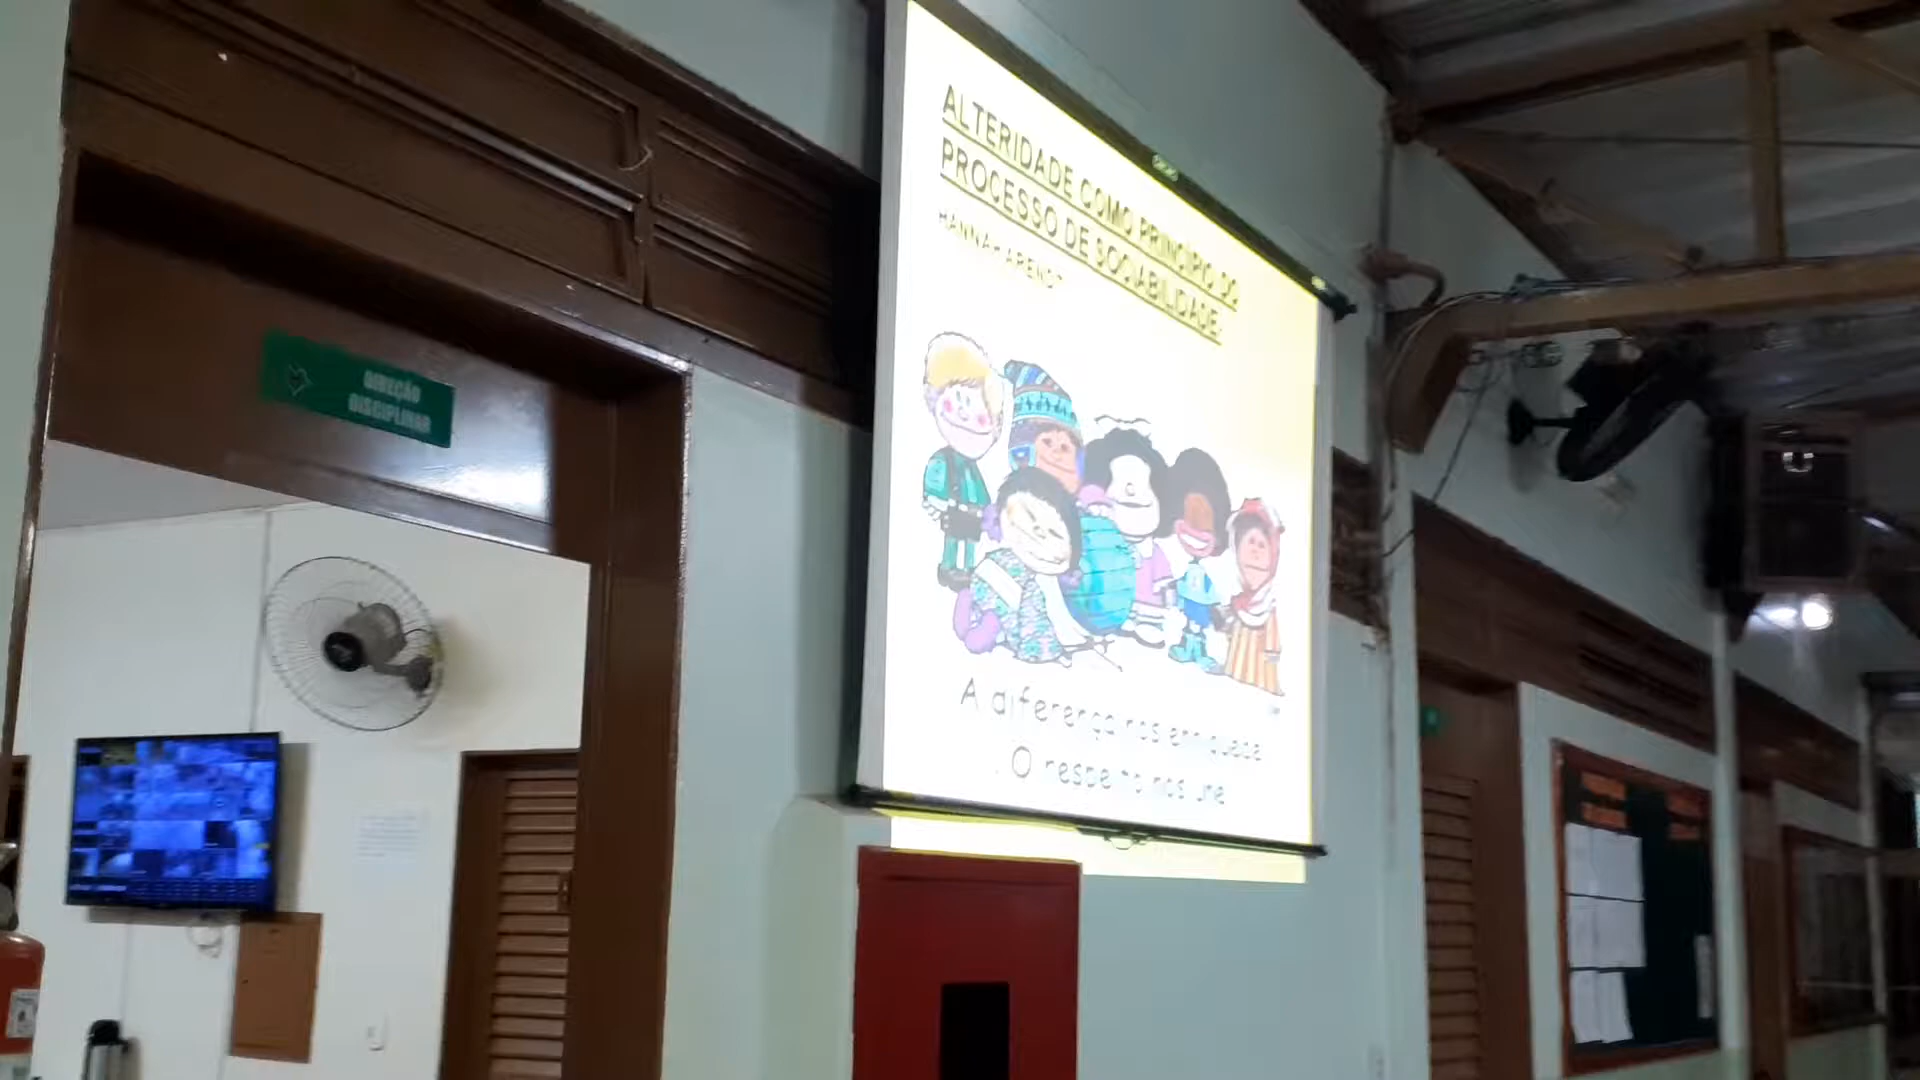 DIREÇÃO
DISCIPLINAR
ALTERIDADE COMO PRINCÍPIO DO
PROCESSO DE SOCIABILIDADE:
HANNAH ARENDT
A diferença nos enriquece
. O respeito nos une